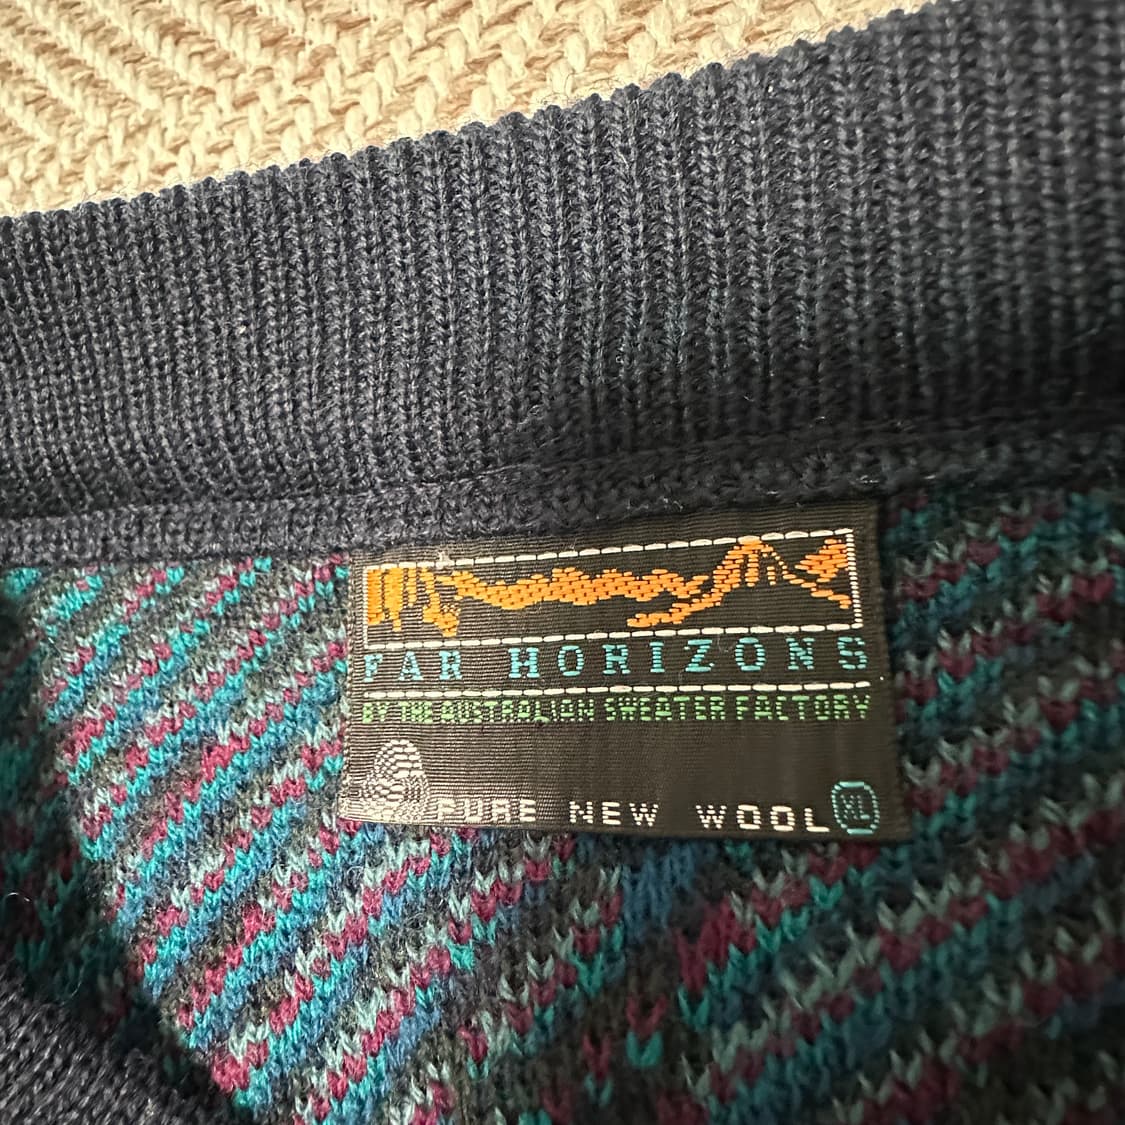 FAR HORIZONS
BY THE AUSTRALIAN SWEATER FACTORY
PURE NEW WOOL XL